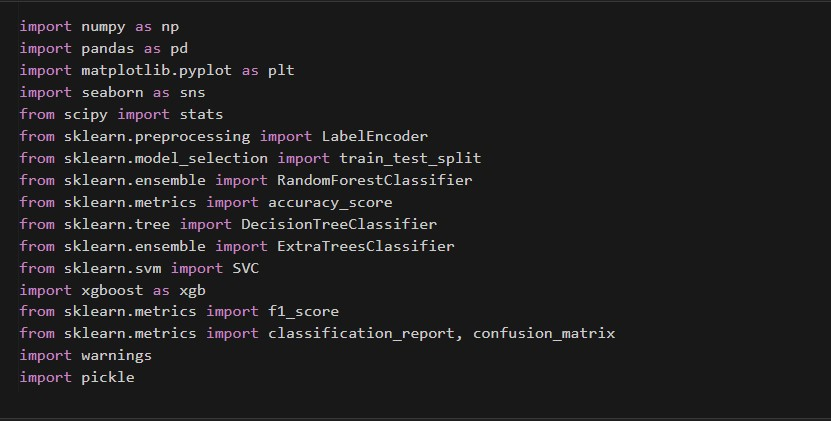 import numpy as np
import pandas as pd
import matplotlib.pyplot as plt
import seaborn as sns
from scipy import stats
from sklearn.preprocessing import LabelEncoder
from sklearn.model_selection import train_test_split
from sklearn.ensemble import RandomForestClassifier
from sklearn.metrics import accuracy_score
from sklearn.tree import DecisionTreeClassifier
from sklearn.ensemble import ExtraTreesClassifier
from sklearn.svm import SVC
import xgboost as xgb
from sklearn.metrics import f1_score
from sklearn.metrics import classification_report, confusion_matrix
import warnings
import pickle